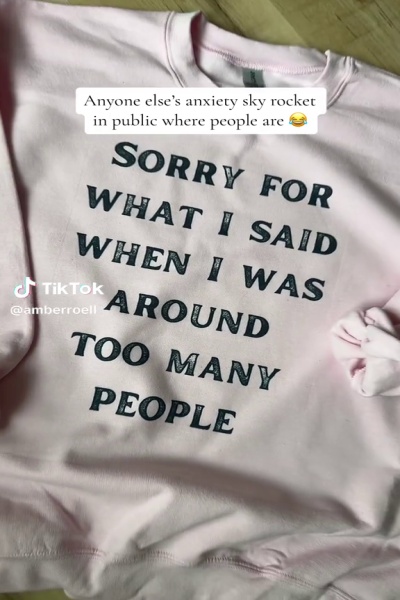 Anyone else's anxiety sky rocket
in public where people are 😂
SORRY FOR
WHAT I SAID
WHEN I WAS
AROUND
TOO MANY
PEOPLE
TikTok
@amberroell